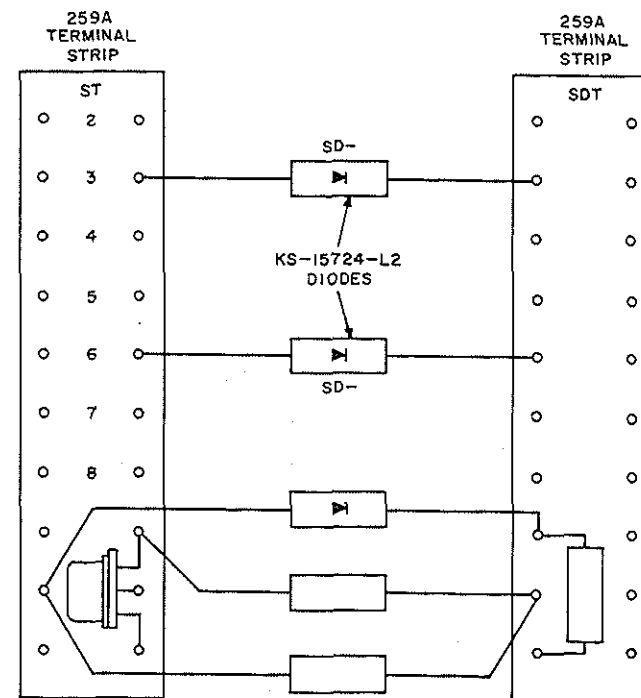 259A
TERMINAL
STRIP
259A
TERMINAL
STRIP
ST
SDT
2
3
4
5
6
7
8
SD-
KS-15724-L2
DIODES
SD-